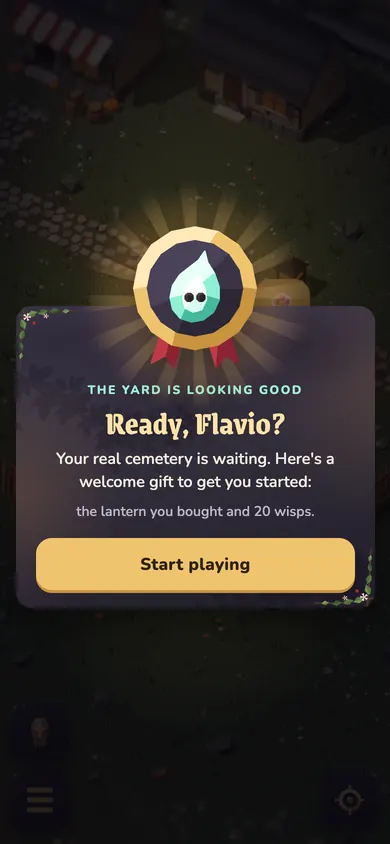 THE YARD IS LOOKING GOOD
Ready, Flavio?
Your real cemetery is waiting. Here's a
welcome gift to get you started:
the lantern you bought and 20 wisps.
Start playing